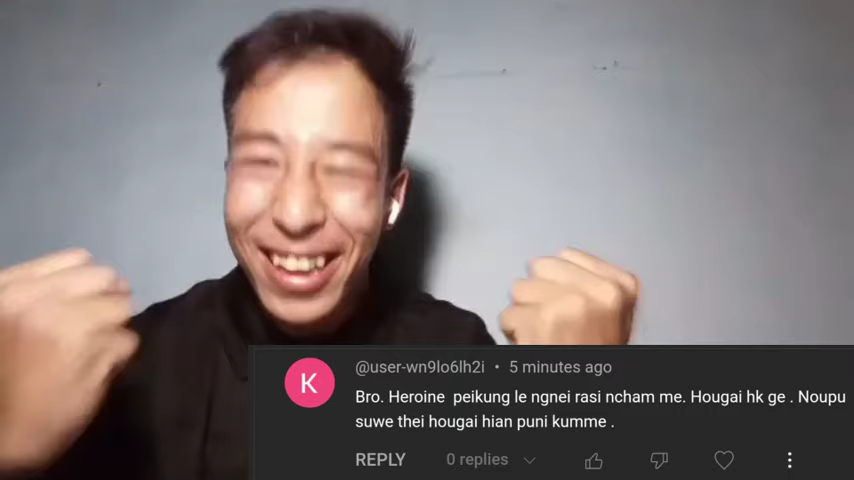 K
@user-wn9lo6lh2i • 5 minutes ago
Bro. Heroine peikung le ngnei rasi ncham me. Hougai hk ge . Noupu
suwe thei hougai hian puni kumme .
REPLY 0 replies